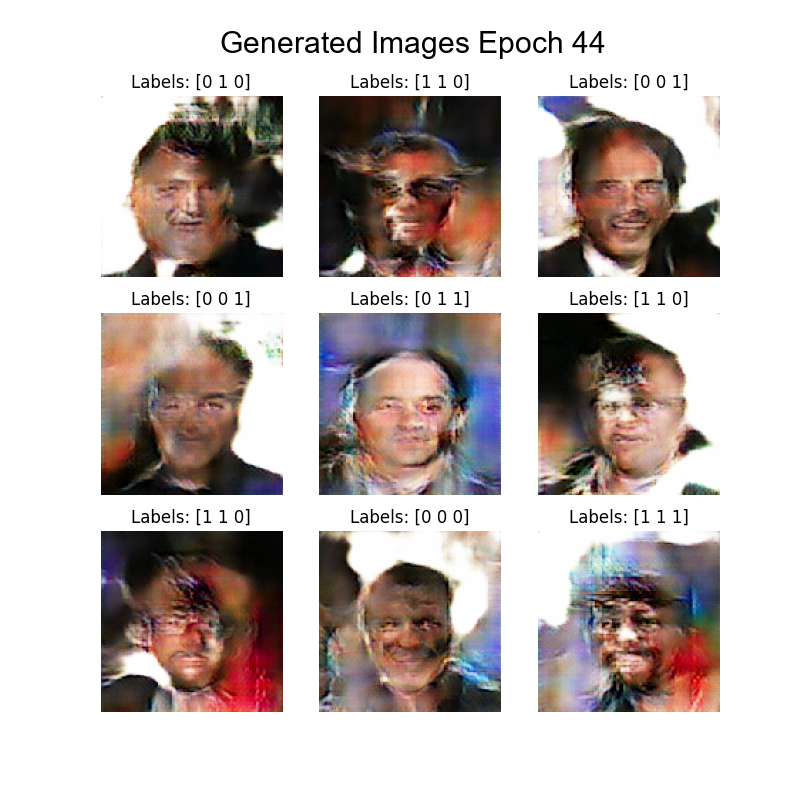 Generated Images Epoch 44
Labels: [0 1 0]
Labels: [1 1 0]
Labels: [0 0 1]
Labels: [0 0 1]
Labels: [0 1 1]
Labels: [1 1 0]
Labels: [1 1 0]
Labels: [0 0 0]
Labels: [1 1 1]